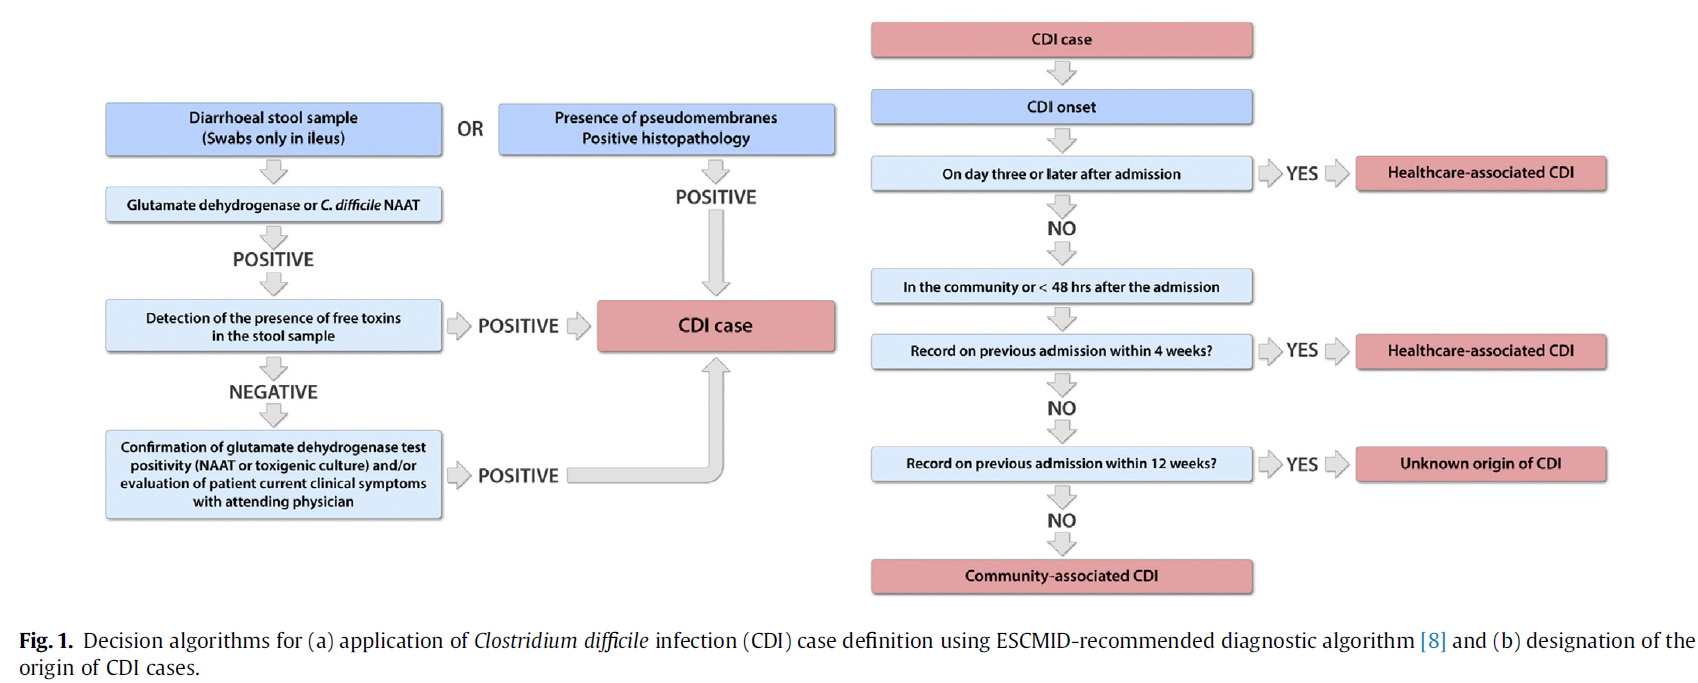 Diarrhoeal stool sample
(Swabs only in ileus)
OR
Presence of pseudomembranes
Positive histopathology
Glutamate dehydrogenase or C. difficile NAAT
POSITIVE
POSITIVE
Detection of the presence of free toxins
in the stool sample
POSITIVE
CDI case
NEGATIVE
Confirmation of glutamate dehydrogenase test
positivity (NAAT or toxigenic culture) and/or
evaluation of patient current clinical symptoms
with attending physician
POSITIVE
CDI case
CDI onset
On day three or later after admission
YES
Healthcare-associated CDI
NO
In the community or < 48 hrs after the admission
Record on previous admission within 4 weeks?
YES
Healthcare-associated CDI
NO
Record on previous admission within 12 weeks?
YES
Unknown origin of CDI
NO
Community-associated CDI
Fig. 1. Decision algorithms for (a) application of Clostridium difficile infection (CDI) case definition using ESCMID-recommended diagnostic algorithm [8] and (b) designation of the
origin of CDI cases.